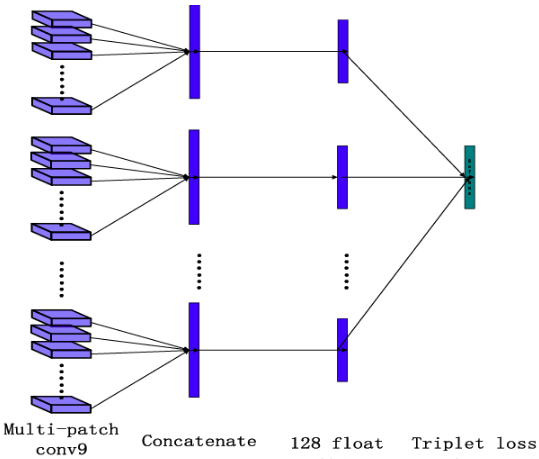 Multi-patch
conv9
Concatenate
128 float
Triplet loss